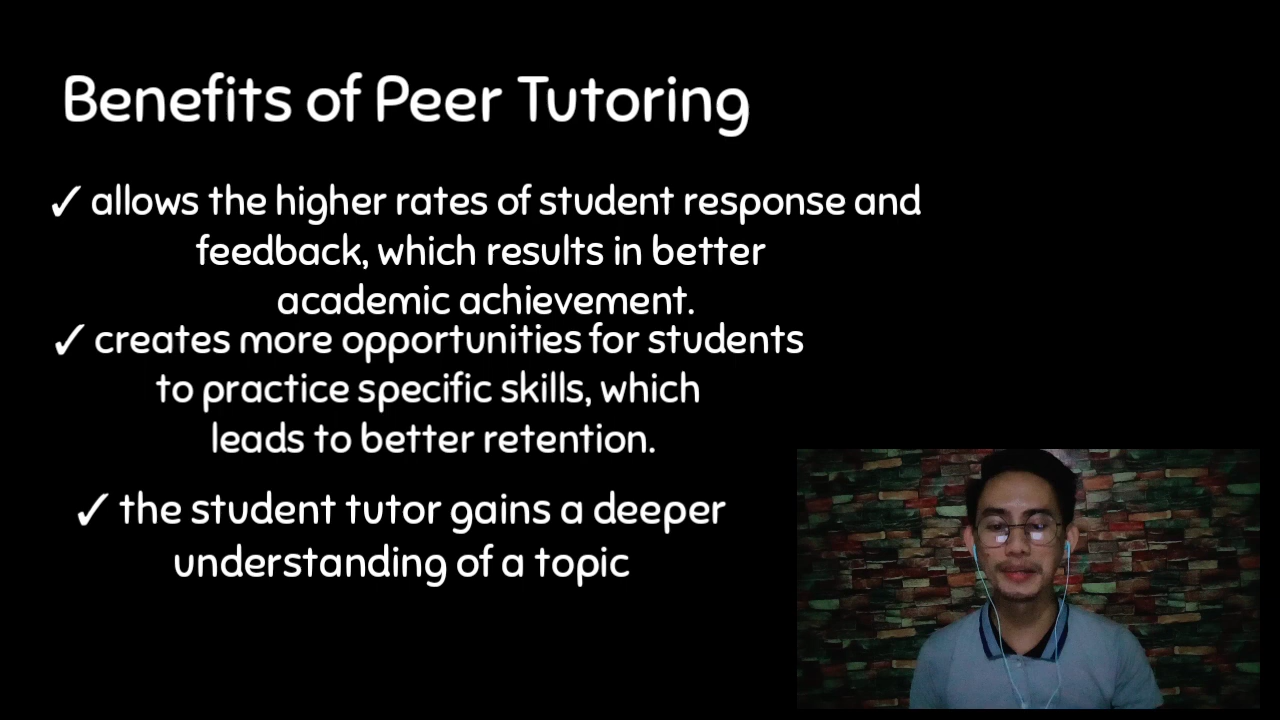 Benefits of Peer Tutoring
✓ allows the higher rates of student response and
feedback, which results in better
academic achievement.
✓ creates more opportunities for students
to practice specific skills, which
leads to better retention.
✓ the student tutor gains a deeper
understanding of a topic